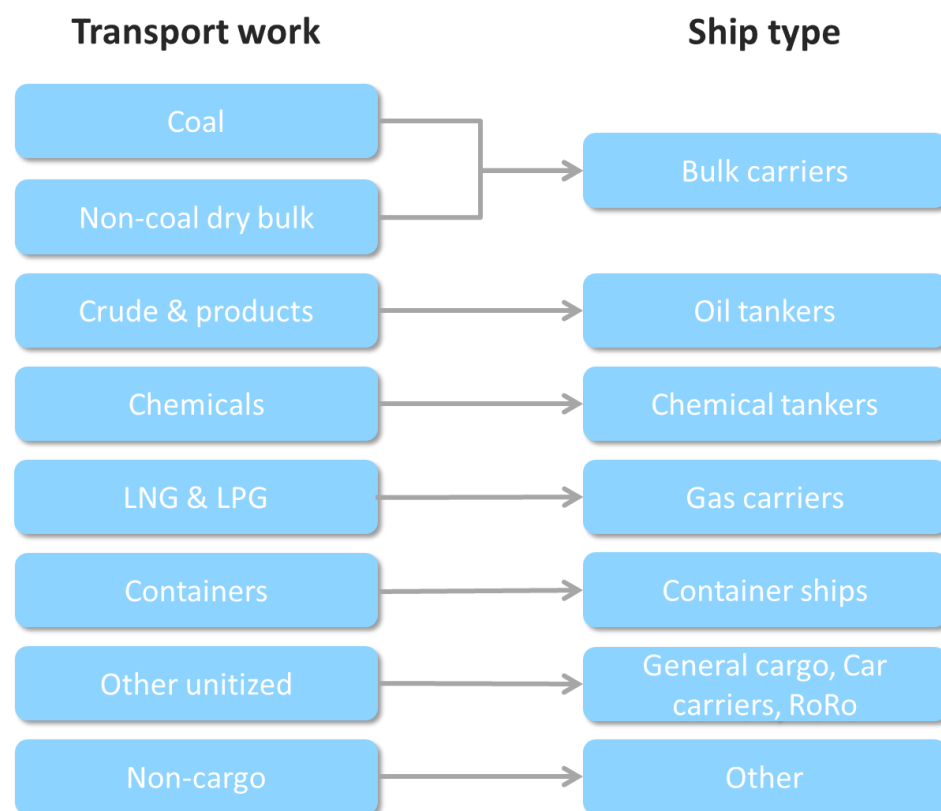 Transport work
Ship type
Coal
Bulk carriers
Non-coal dry bulk
Crude & products
Oil tankers
Chemicals
Chemical tankers
LNG & LPG
Gas carriers
Containers
Container ships
Other unitized
General cargo, Car
carriers, RoRo
Non-cargo
Other